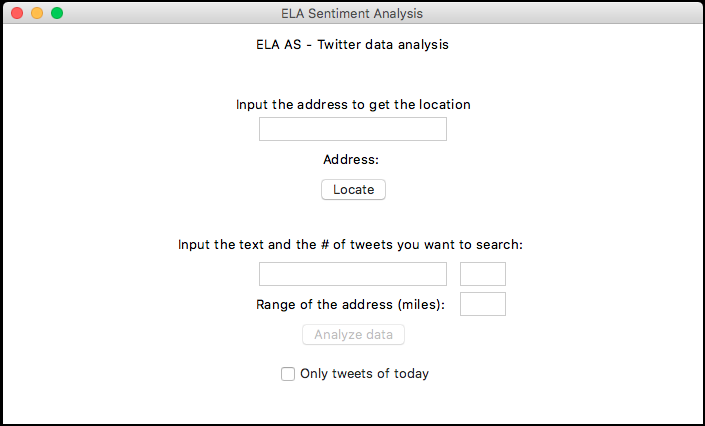 ELA Sentiment Analysis
ELA AS - Twitter data analysis
Input the address to get the location
Address:
Locate
Input the text and the # of tweets you want to search:
Range of the address (miles):
Analyze data
Only tweets of today